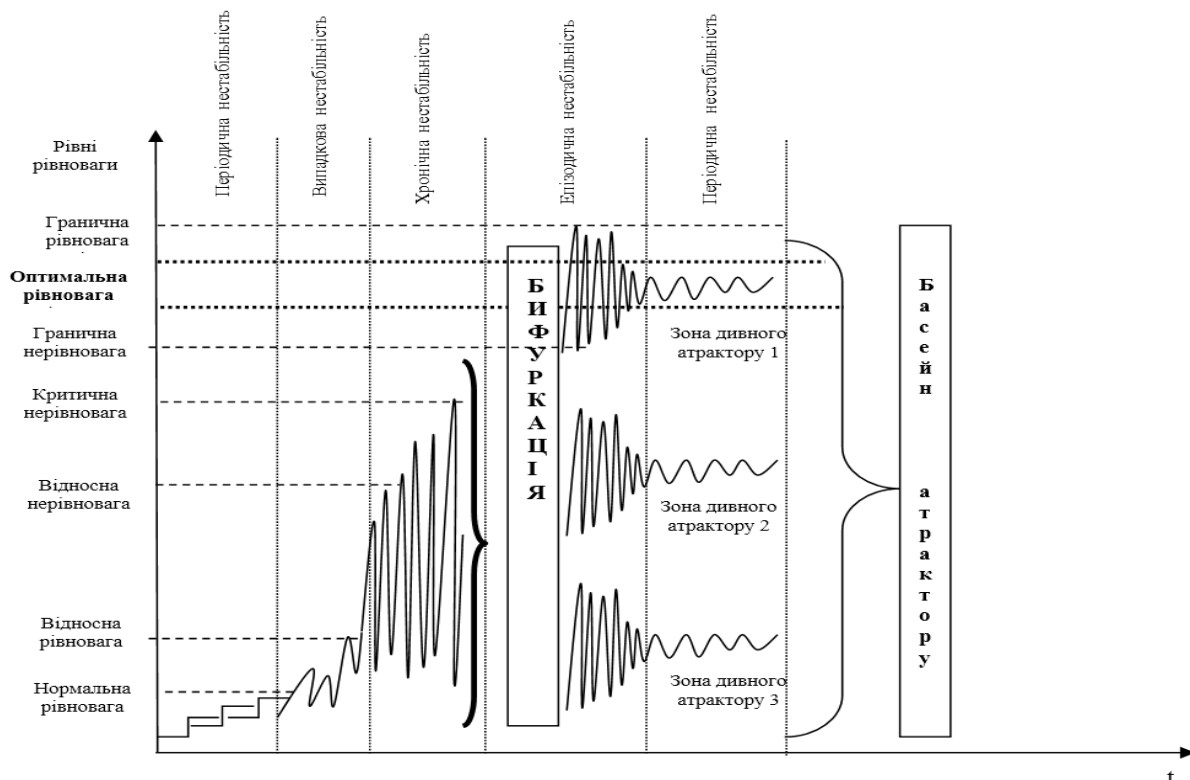 Періодична нестабільність
Випадкова нестабільність
Хронічна нестабільність
Епізодична нестабільність
Періодична нестабільність
Рівні
рівноваги
Гранична
рівновага
Оптимальна
рівновага
Гранична
нерівновага
Критична
нерівновага
Відносна
нерівновага
Відносна
рівновага
Нормальна
рівновага
БИФУРКАЦІЯ
Зона дивного
атрактору 1
Зона дивного
атрактору 2
Зона дивного
атрактору 3
Басейн атрактору
t